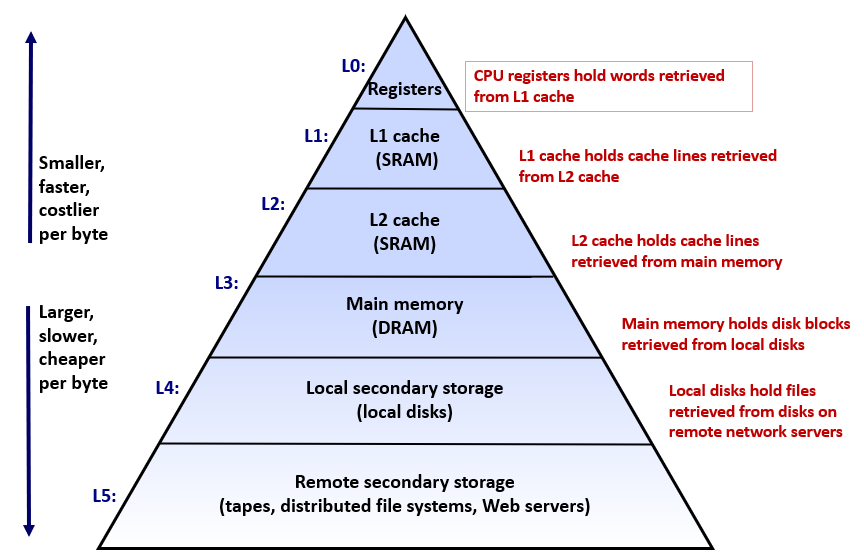 L0:
Registers
CPU registers hold words retrieved
from L1 cache
L1:
L1 cache
(SRAM)
L1 cache holds cache lines retrieved
from L2 cache
Smaller,
faster,
costlier
per byte
L2:
L2 cache
(SRAM)
L2 cache holds cache lines
retrieved from main memory
L3:
Main memory
(DRAM)
Main memory holds disk blocks
retrieved from local disks
Larger,
slower,
cheaper
per byte
L4:
Local secondary storage
(local disks)
Local disks hold files
retrieved from disks on
remote network servers
L5:
Remote secondary storage
(tapes, distributed file systems, Web servers)